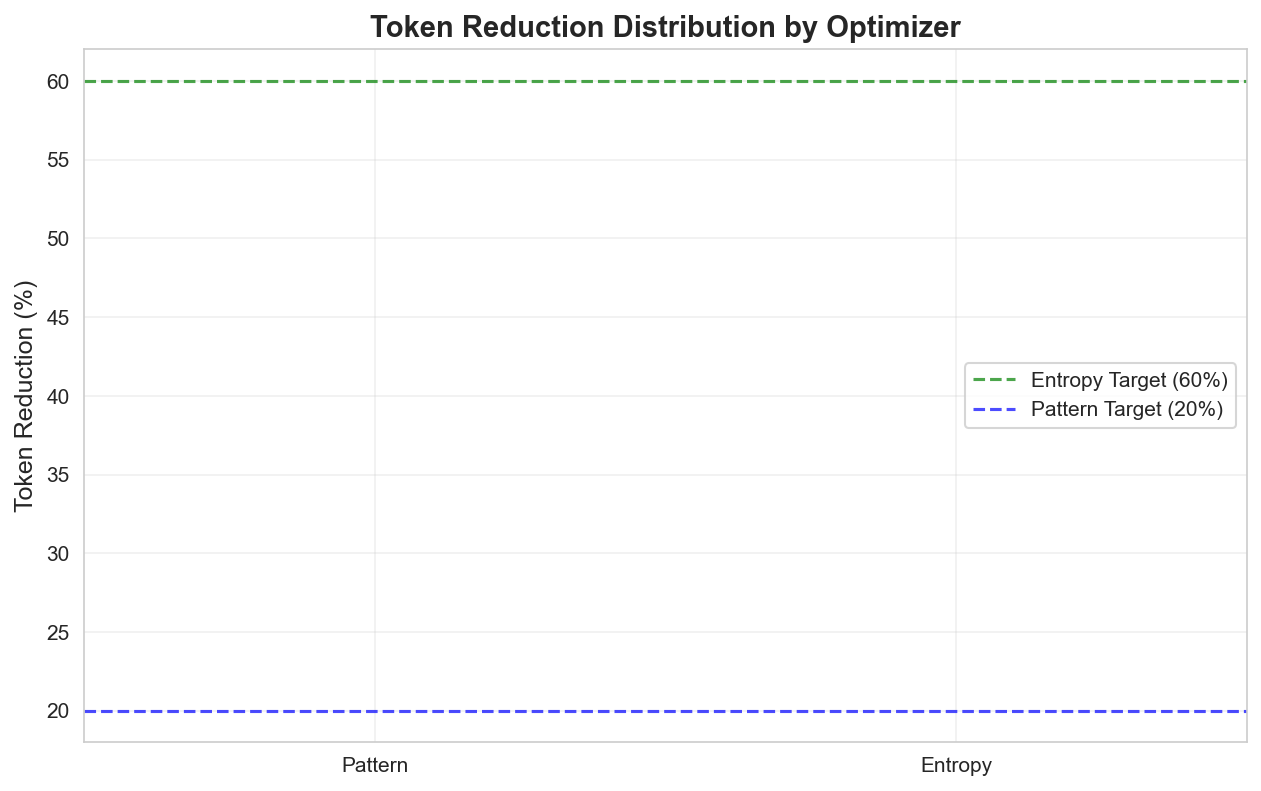 Token Reduction Distribution by Optimizer
Token Reduction (%)
60
55
50
45
40
35
30
25
20
Entropy Target (60%)
Pattern Target (20%)
Pattern
Entropy